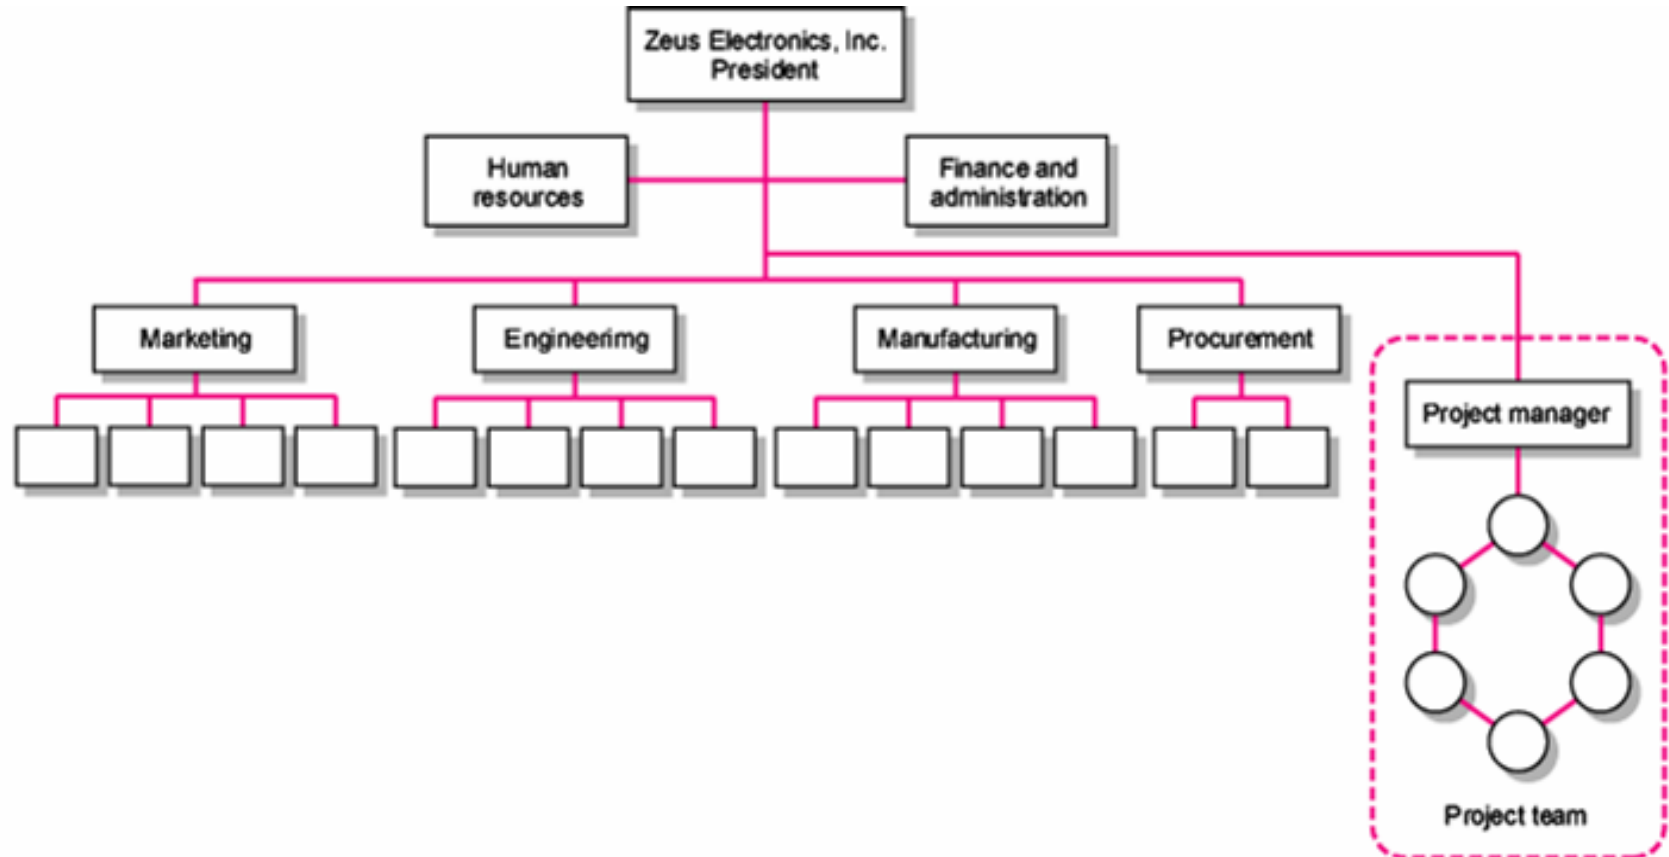 Zeus Electronics, Inc.
President
Human
resources
Finance and
administration
Marketing
Engineerimg
Manufacturing
Procurement
Project manager
Project team